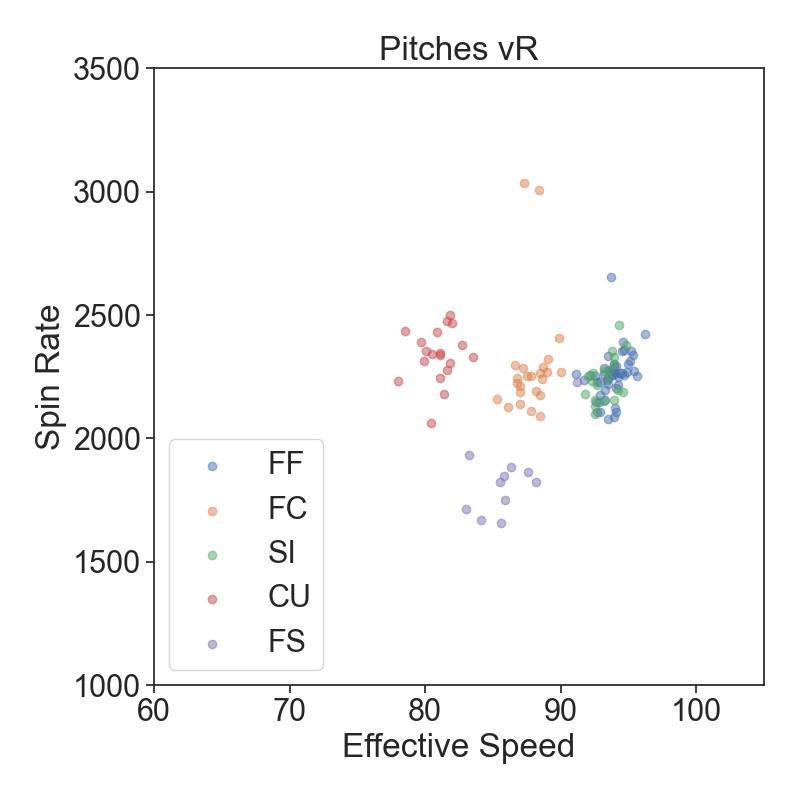 Pitches vR
3500
3000
2500
2000
1500
1000
Spin Rate
FF
FC
SI
CU
FS
60 70 80 90 100
Effective Speed